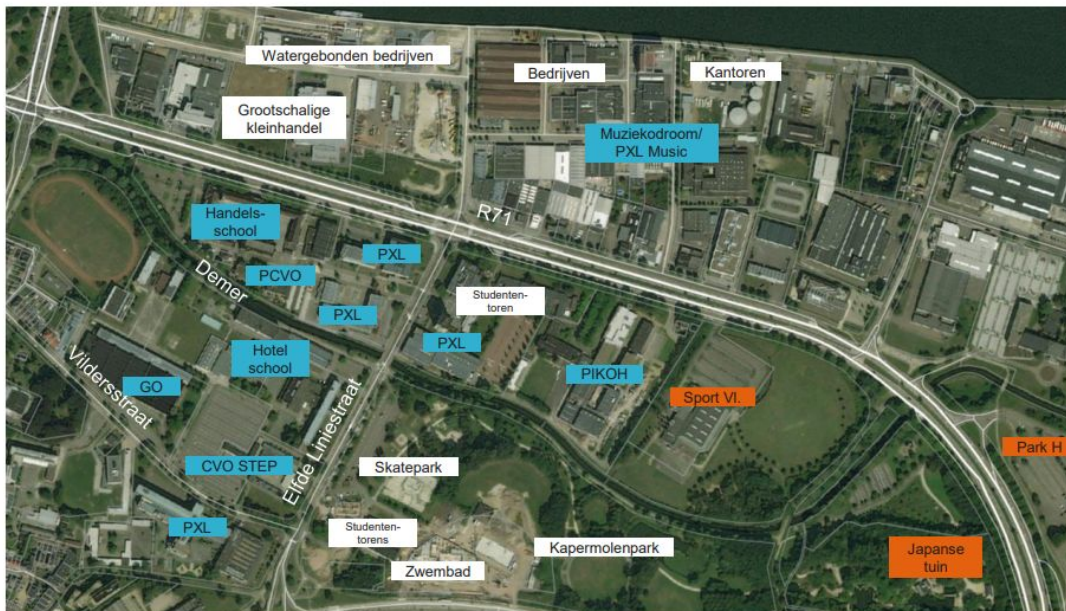 Watergebonden bedrijven
Bedrijven
Kantoren
Grootschalige
kleinhandel
Muziekodroom/
PXL Music
R71
Handels-
school
PXL
PCVO
Demer
Studenten-
toren
PXL
PXL
Hotel
school
Vildersstraat
GO
PIKOH
Sport Vl.
Elfde Liniestraat
Park H
CVO STEP
Skatepark
PXL
Studenten-
torens
Kapermolenpark
Zwembad
Japanse
tuin